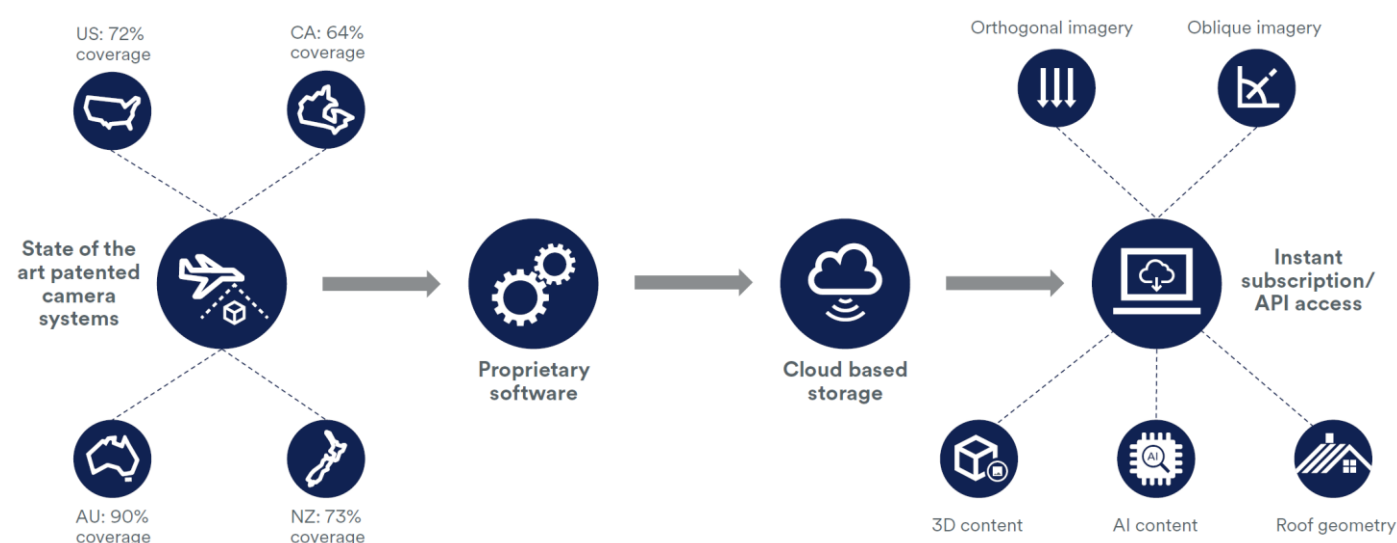 US: 72%
coverage
CA: 64%
coverage
Orthogonal imagery
Oblique imagery
State of the
art patented
camera
systems
Proprietary
software
Cloud based
storage
Instant
subscription/
API access
AU: 90%
coverage
NZ: 73%
coverage
3D content
AI
AI content
Roof geometry